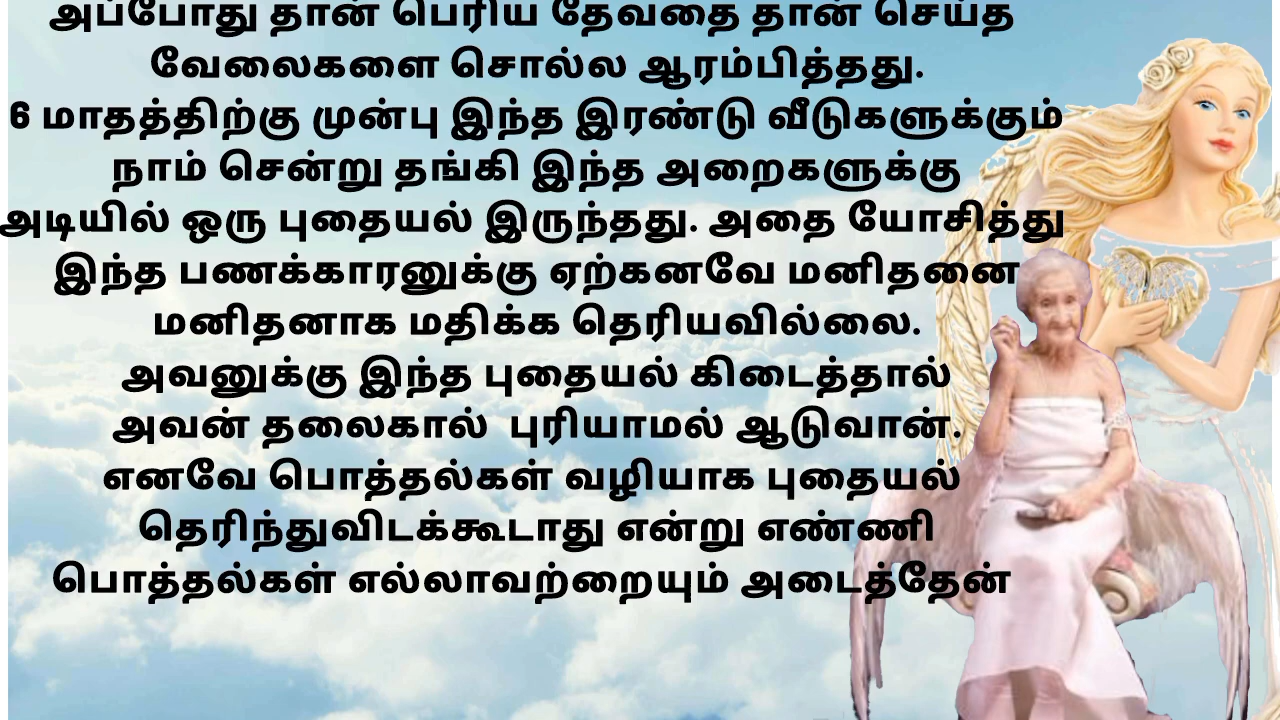 அப்போது தான் பெரிய தேவதை தான் செய்த
வேலைகளை சொல்ல ஆரம்பித்தது.
6 மாதத்திற்கு முன்பு இந்த இரண்டு வீடுகளுக்கும்
நாம் சென்று தங்கி இந்த அறைகளுக்கு
அடியில் ஒரு புதையல் இருந்தது. அதை யோசித்து
இந்த பணக்காரனுக்கு ஏற்கனவே மனிதனை
மனிதனாக மதிக்க தெரியவில்லை.
அவனுக்கு இந்த புதையல் கிடைத்தால்
அவன் தலைகால் புரியாமல் ஆடுவான்.
எனவே பொத்தல்கள் வழியாக புதையல்
தெரிந்துவிடக்கூடாது என்று எண்ணி
பொத்தல்கள் எல்லாவற்றையும் அடைத்தேன்